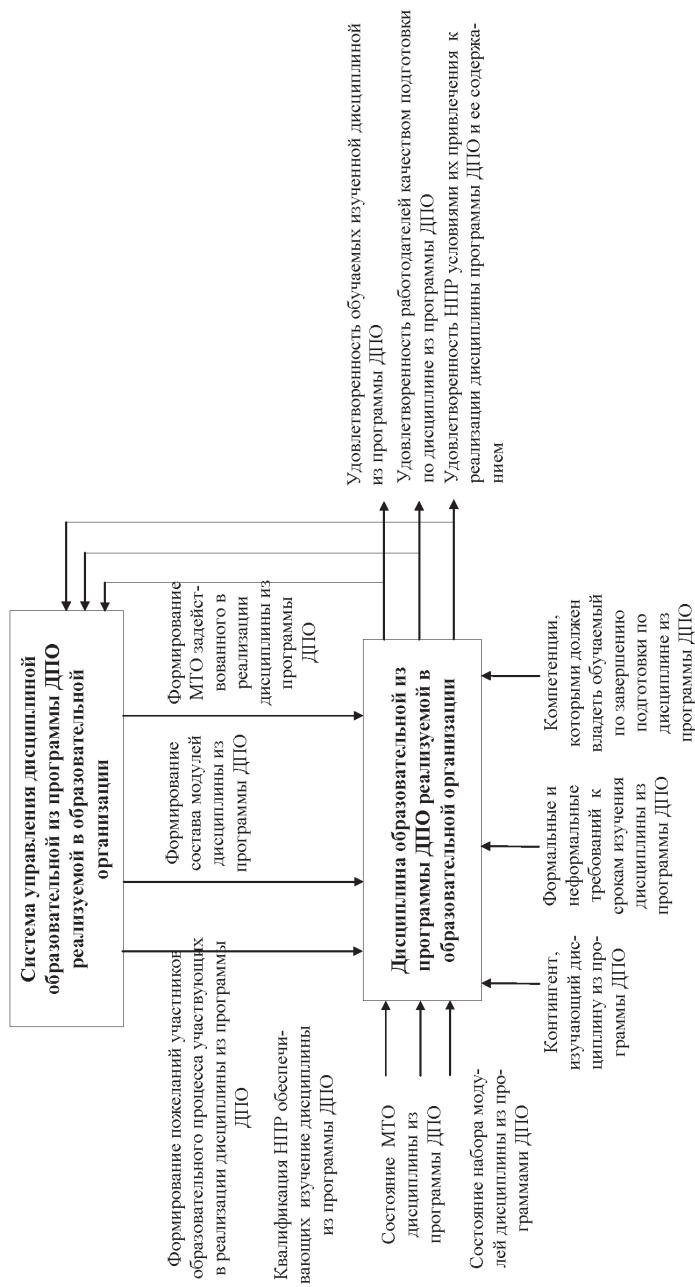 Система управления дисциплиной
образовательной из программы ДПО
реализуемой в образовательной
организации
Формирование пожеланий участников
образовательного процесса участвующих
в реализации дисциплины из программы
ДПО
Формирование
состава модулей
дисциплины из
программы ДПО
Формирование
МТО задейст-
вованного в
реализации
дисциплины из
программы
ДПО
Квалификация НПР обеспечи-
вающих изучение дисциплины
из программы ДПО
Состояние МТО
дисциплины из
программы ДПО
Состояние набора моду-
лей дисциплины из про-
граммами ДПО
Дисциплина образовательной из
программы ДПО реализуемой в
образовательной организации
Удовлетворенность обучаемых изученной дисциплиной
из программы ДПО
Удовлетворенность работодателей качеством подготовки
по дисциплине из программы ДПО
Удовлетворенность НПР условиями их привлечения к
реализации дисциплины программы ДПО и ее содержа-
нием
Контингент,
изучающий дис-
циплину из про-
граммы ДПО
Формальные и
неформальные
требований к
срокам изучения
дисциплины из
программы ДПО
Компетенции,
которыми должен
владеть обучаемый
по завершению
подготовки по
дисциплине из
программы ДПО